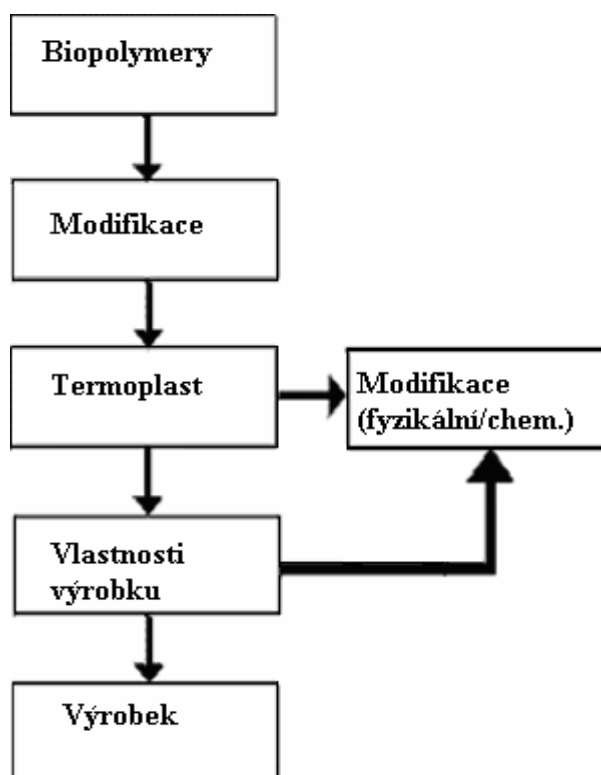 Biopolymery
Modifikace
Termoplast
Modifikace
(fyzikální/chem.)
Vlastnosti
výrobku
Výrobek